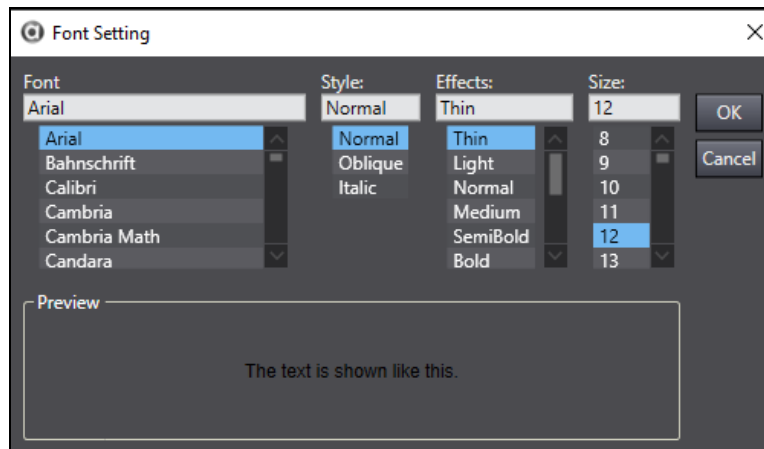 Font Setting
Font Style: Effects: Size:
Arial Normal Thin 12 OK
Arial Normal Thin 8
Bahnschrift Oblique Light 9 Cancel
Calibri Italic Normal 10
Cambria Medium 11
Cambria Math SemiBold 12
Candara Bold 13
Preview
The text is shown like this.